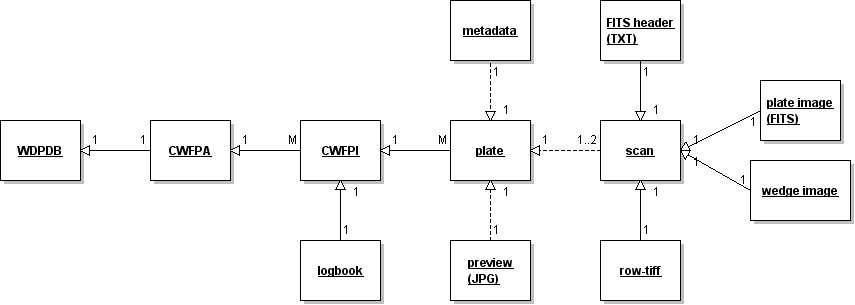 metadata
FITS header
(TXT)
1
1
1
1
plate image
(FITS)
1
1
WDPDB
1
1
CWFPA
1
M
CWFPI
1
M
plate
1
1..2
scan
1
1
wedge image
1
1
1
1
1
1
logbook
preview
(JPG)
row-tiff